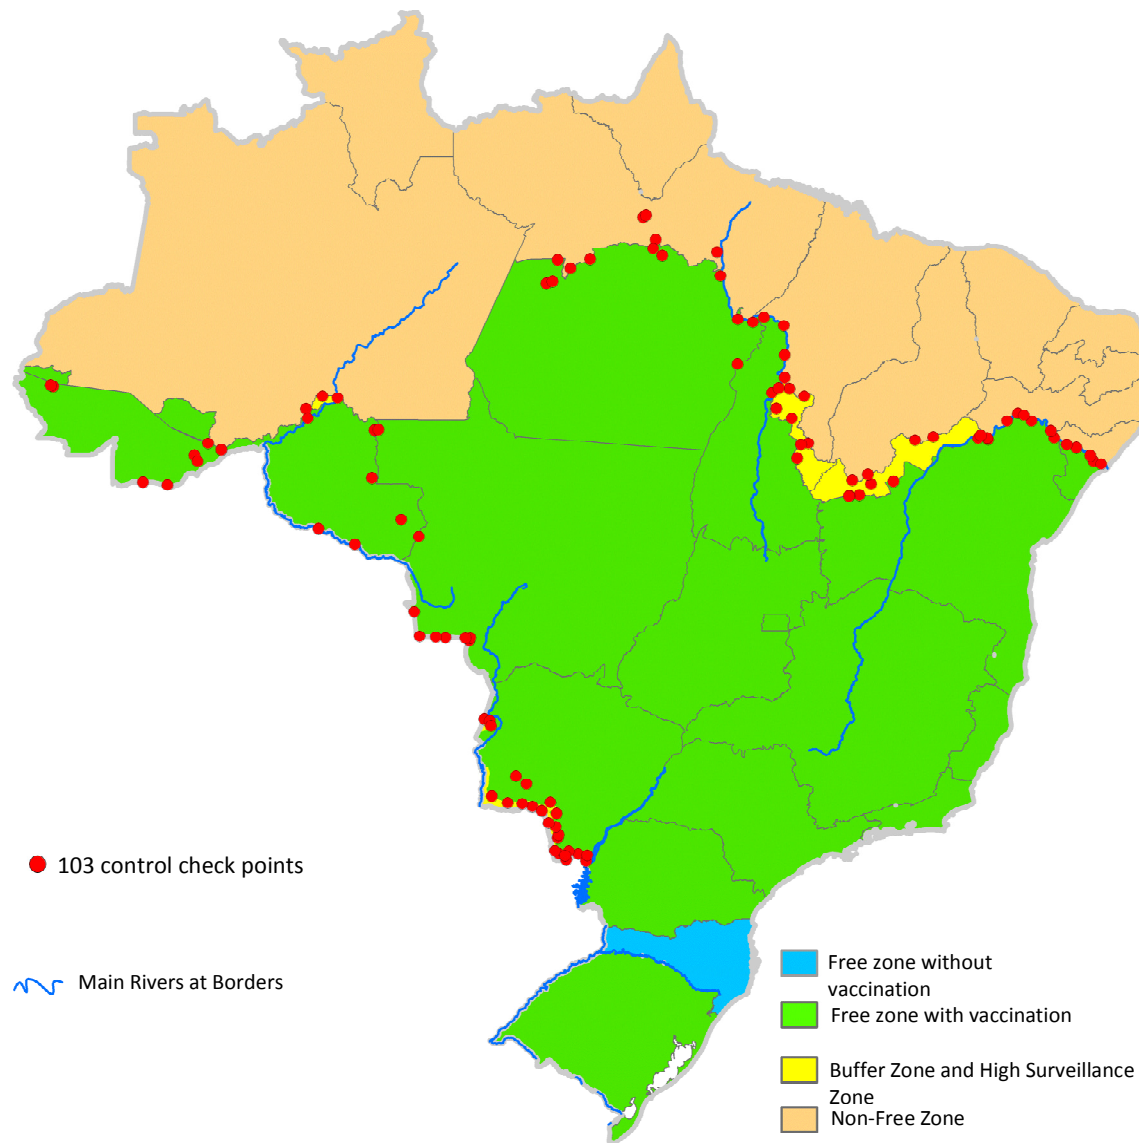 103 control check points
Main Rivers at Borders
Free zone without
vaccination
Free zone with vaccination
Buffer Zone and High Surveillance
Zone
Non-Free Zone